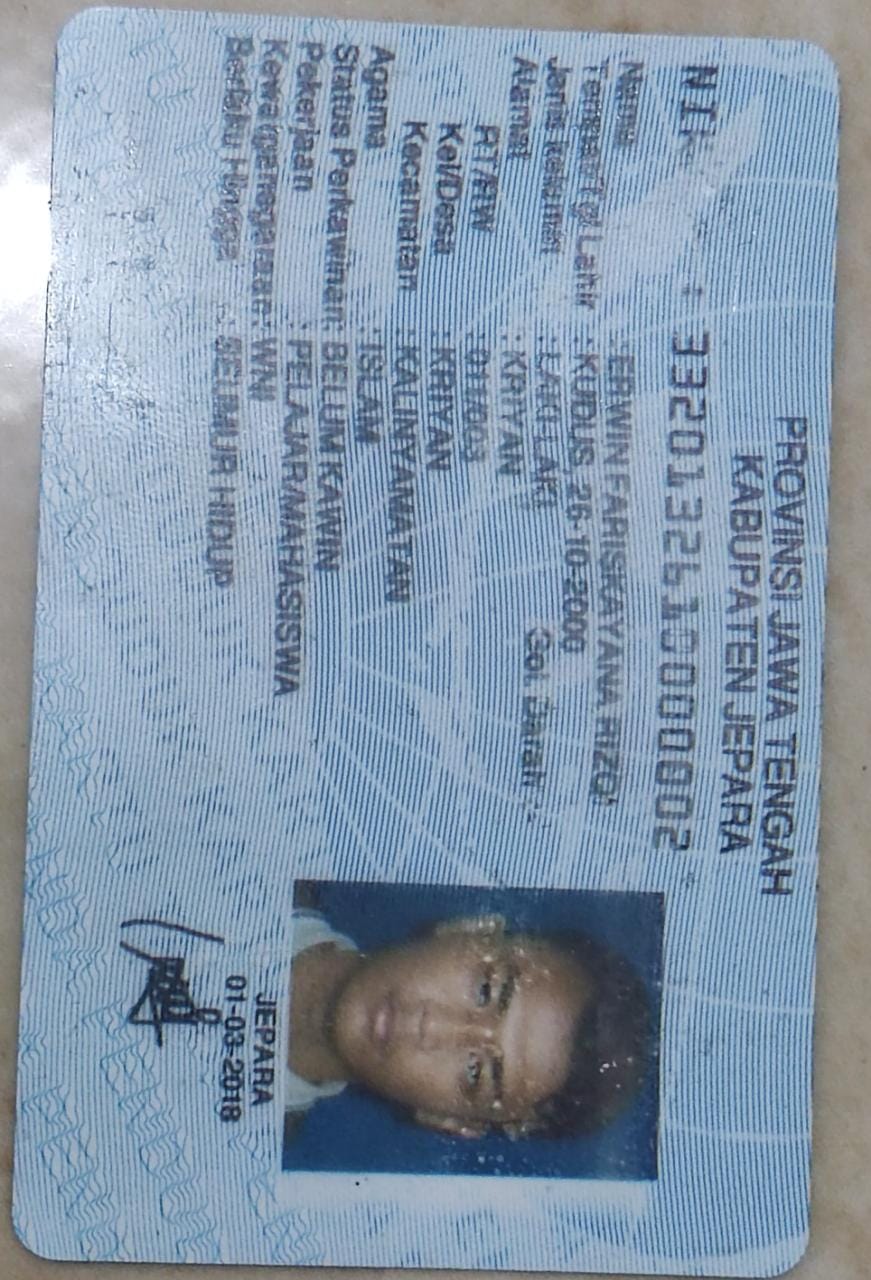 PROVINSI JAWA TENGAH
KABUPATEN JEPARA
NIK : 3320132610000002
Nama : ERWIN FARISKAYANA RIZQI
Tempat/Tgl Lahir : KUDUS, 26-10-2000
Jenis kelamin : LAKI-LAKI Gol. Darah : -
Alamat : KRIYAN
RT/RW : 011/003
Kel/Desa : KRIYAN
Kecamatan : KALINYAMATAN
Agama : ISLAM
Status Perkawinan: BELUM KAWIN
Pekerjaan : PELAJAR/MAHASISWA
Kewarganegaraan: WNI
Berlaku Hingga : SEUMUR HIDUP
JEPARA
01-03-2018